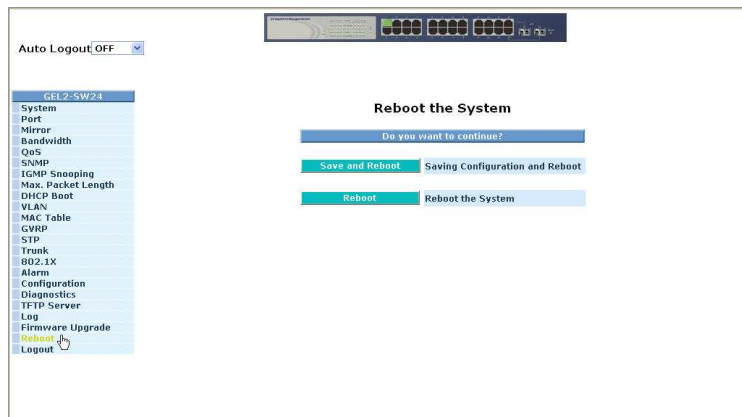 Auto Logout OFF
GEL2-SW24
System
Port
Mirror
Bandwidth
QoS
SNMP
IGMP Snooping
Max. Packet Length
DHCP Boot
VLAN
MAC Table
GVRP
STP
Trunk
802.1X
Alarm
Configuration
Diagnostics
TFTP Server
Log
Firmware Upgrade
Reboot
Logout
Reboot the System
Do you want to continue?
Save and Reboot Saving Configuration and Reboot
Reboot Reboot the System